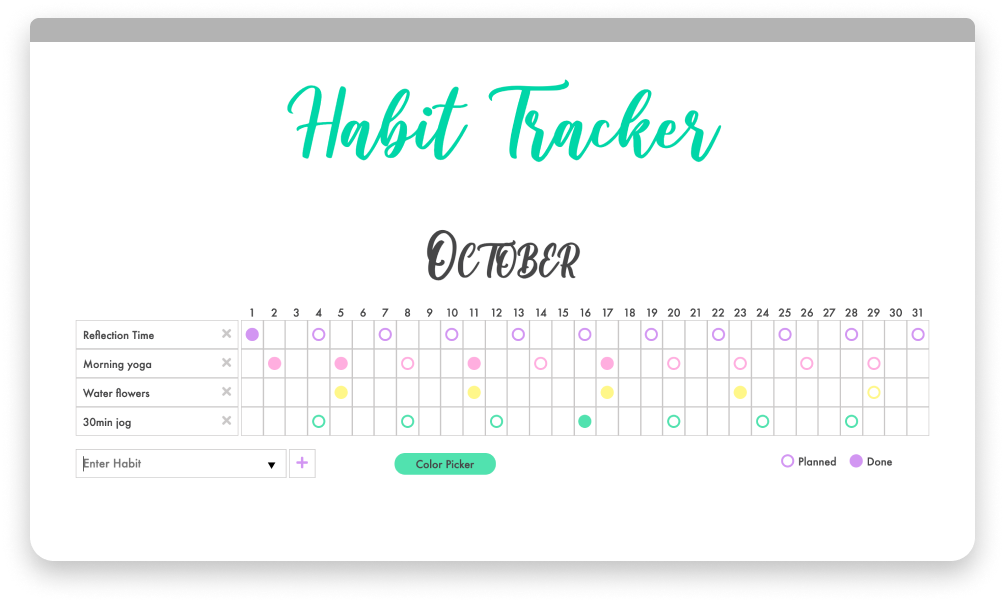 Habit Tracker
October
1 2 3 4 5 6 7 8 9 10 11 12 13 14 15 16 17 18 19 20 21 22 23 24 25 26 27 28 29 30 31
Reflection Time ×
Morning yoga ×
Water flowers ×
30min jog ×
Enter Habit + Color Picker Planned Done